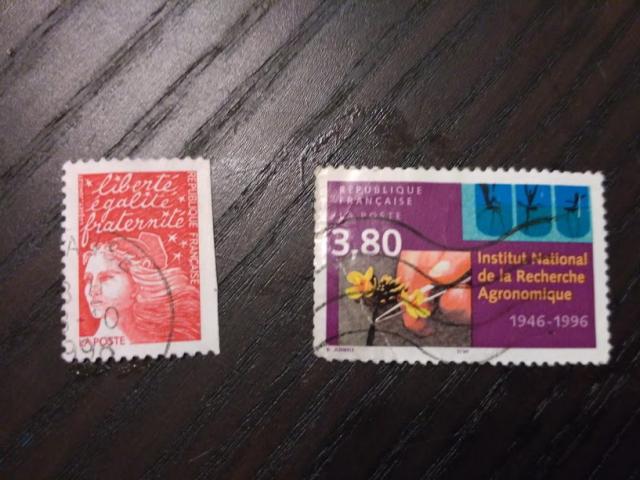 liberté
égalité
fraternité
RÉPUBLIQUE FRANÇAISE
LA POSTE
1998
RÉPUBLIQUE
FRANÇAISE
LA POSTE
3,80
Institut National
de la Recherche
Agronomique
1946-1996